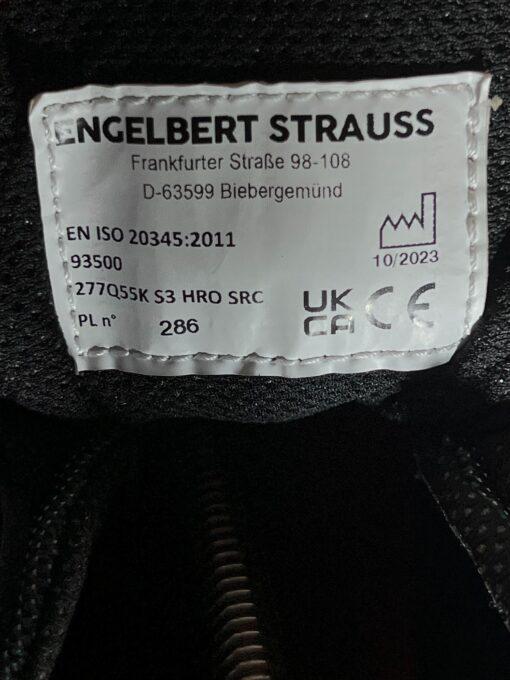 ENGELBERT STRAUSS
Frankfurter Straße 98-108
D-63599 Biebergemünd
EN ISO 20345:2011
93500
10/2023
277Q55K S3 HRO SRC
UK CA CE
PL n° 286